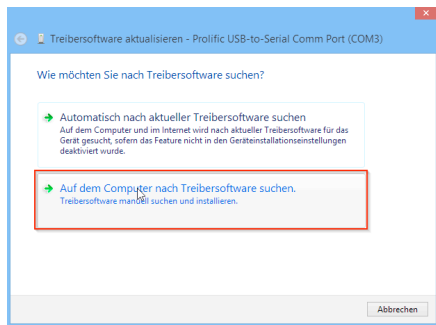 Treibersoftware aktualisieren - Prolific USB-to-Serial Comm Port (COM3)
Wie möchten Sie nach Treibersoftware suchen?
Automatisch nach aktueller Treibersoftware suchen
Auf dem Computer und im Internet wird nach aktueller Treibersoftware für das
Gerät gesucht, sofern das Feature nicht in den Geräteinstallationseinstellungen
deaktiviert wurde.
Auf dem Computer nach Treibersoftware suchen.
Treibersoftware manuell suchen und installieren.
Abbrechen